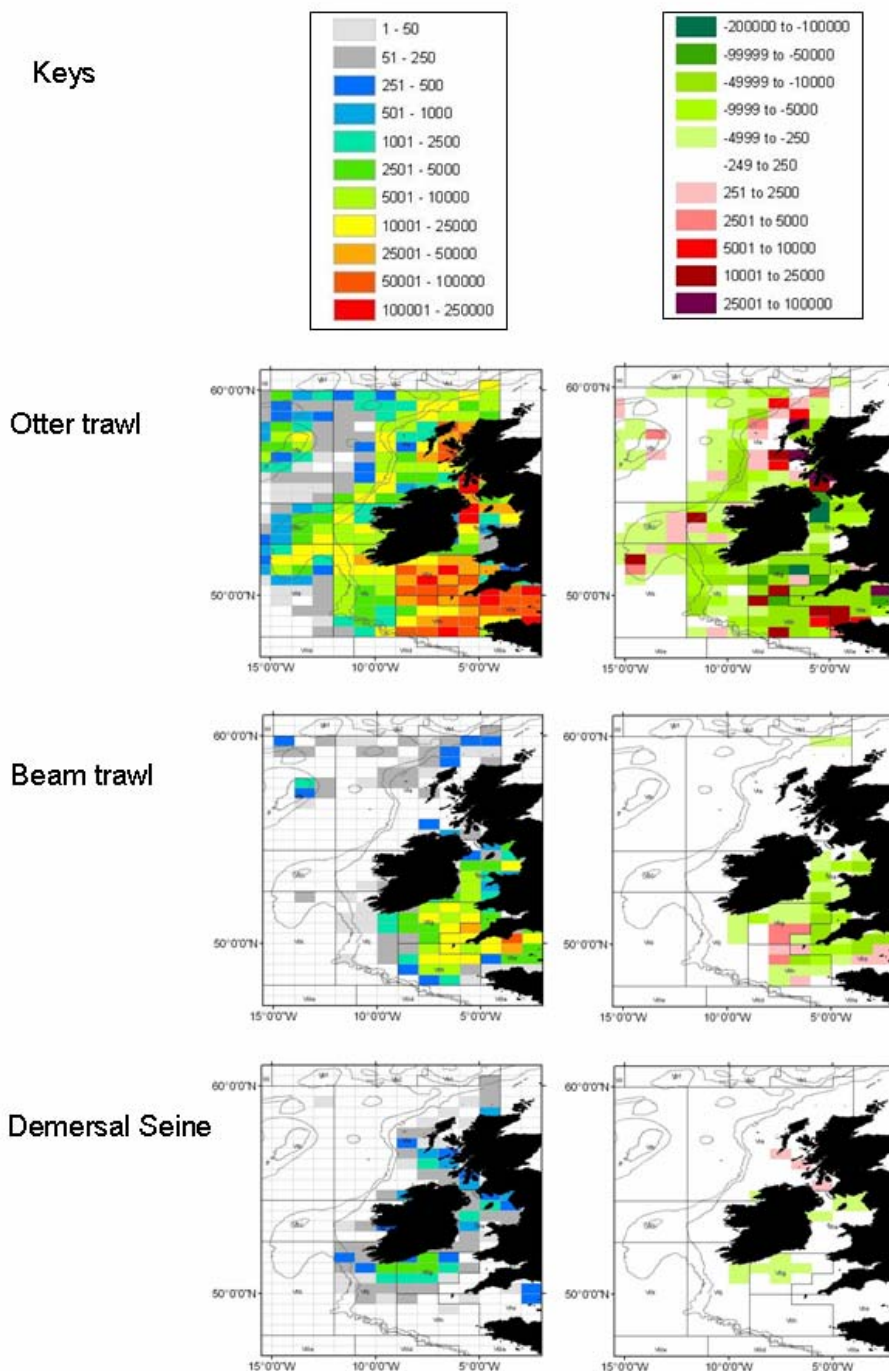 Keys
1 - 50
51 - 250
251 - 500
501 - 1000
1001 - 2500
2501 - 5000
5001 - 10000
10001 - 25000
25001 - 50000
50001 - 100000
100001 - 250000
-200000 to -100000
-99999 to -50000
-49999 to -10000
-9999 to -5000
-4999 to -250
-249 to 250
251 to 2500
2501 to 5000
5001 to 10000
10001 to 25000
25001 to 100000
Otter trawl
60°0'0"N
50°0'0"N
15°0'0"W 10°0'0"W 5°0'0"W
60°0'0"N
50°0'0"N
15°0'0"W 10°0'0"W 5°0'0"W
Beam trawl
60°0'0"N
50°0'0"N
15°0'0"W 10°0'0"W 5°0'0"W
60°0'0"N
50°0'0"N
15°0'0"W 10°0'0"W 5°0'0"W
Demersal Seine
60°0'0"N
50°0'0"N
15°0'0"W 10°0'0"W 5°0'0"W
60°0'0"N
50°0'0"N
15°0'0"W 10°0'0"W 5°0'0"W